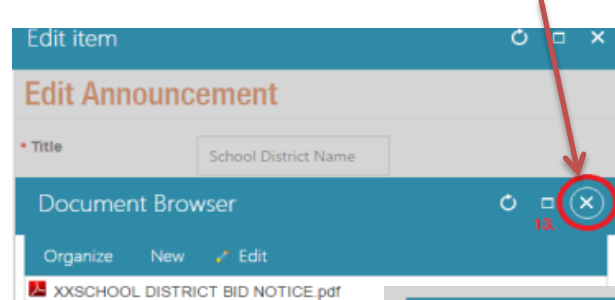 Edit item
Edit Announcement
* Title
School District Name
Document Browser
13.
Organize New Edit
XXSCHOOL DISTRICT BID NOTICE.pdf